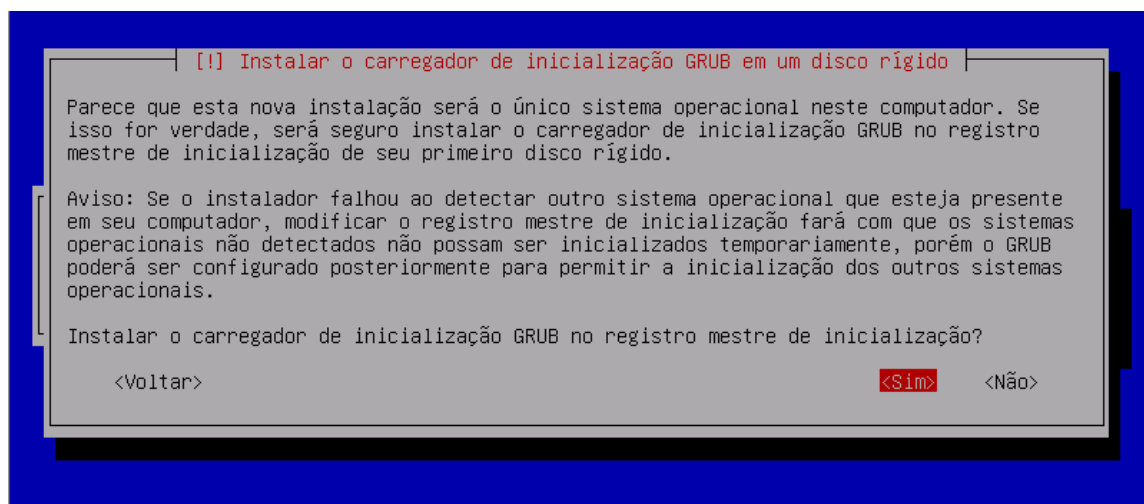 [!] Instalar o carregador de inicialização GRUB em um disco rígido
Parece que esta nova instalação será o único sistema operacional neste computador. Se
isso for verdade, será seguro instalar o carregador de inicialização GRUB no registro
mestre de inicialização de seu primeiro disco rígido.
Aviso: Se o instalador falhou ao detectar outro sistema operacional que esteja presente
em seu computador, modificar o registro mestre de inicialização fará com que os sistemas
operacionais não detectados não possam ser inicializados temporariamente, porém o GRUB
poderá ser configurado posteriormente para permitir a inicialização dos outros sistemas
operacionais.
Instalar o carregador de inicialização GRUB no registro mestre de inicialização?
<Voltar> <Sim> <Não>